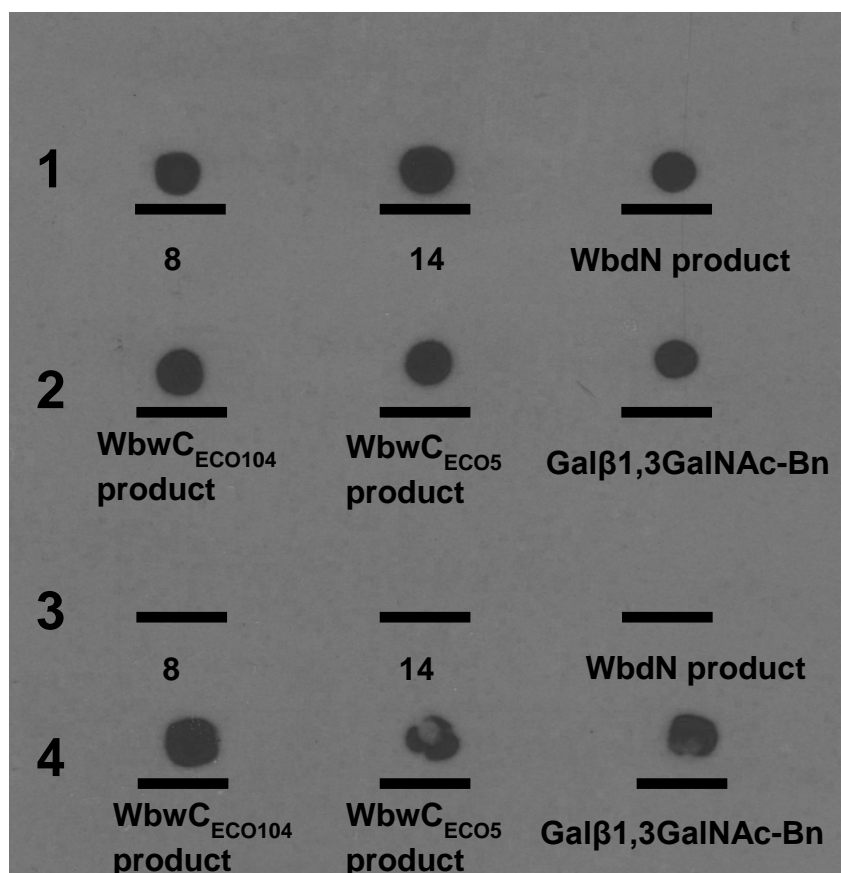 1
8 14 WbdN product
2
WbwC_ECO104 product WbwC_ECO5 product Galβ1,3GalNAc-Bn
3
8 14 WbdN product
4
WbwC_ECO104 product WbwC_ECO5 product Galβ1,3GalNAc-Bn